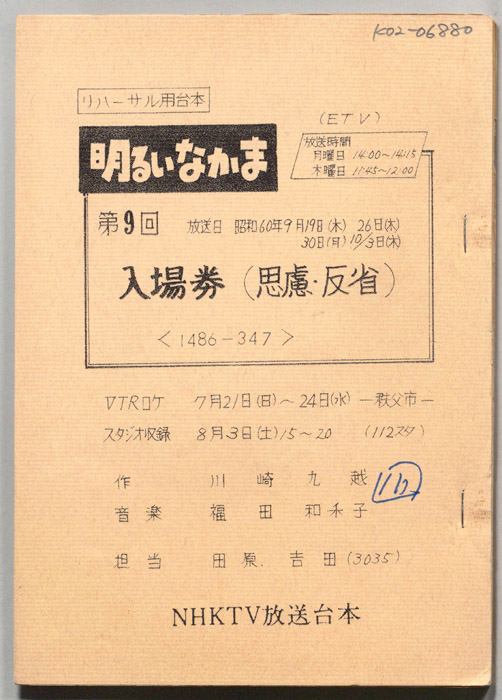 K02-06880
リハーサル用台本
(ETV)
明るいなかま
放送時間
月曜日 14:00~14:15
木曜日 11:45~12:00
第9回 放送日 昭和60年9月19日(木) 26日(木)
30日(月) 10/3日(木)
入場券(思慮・反省)
<1486-347>
VTRロケ 7月21日(日)~24日(水) ―秩父市―
スタジオ収録 8月3日(土)15~20 (112スタ)
作 川崎九越
音楽 福田和禾子
担当 田原、吉田(3035)
NHKTV放送台本